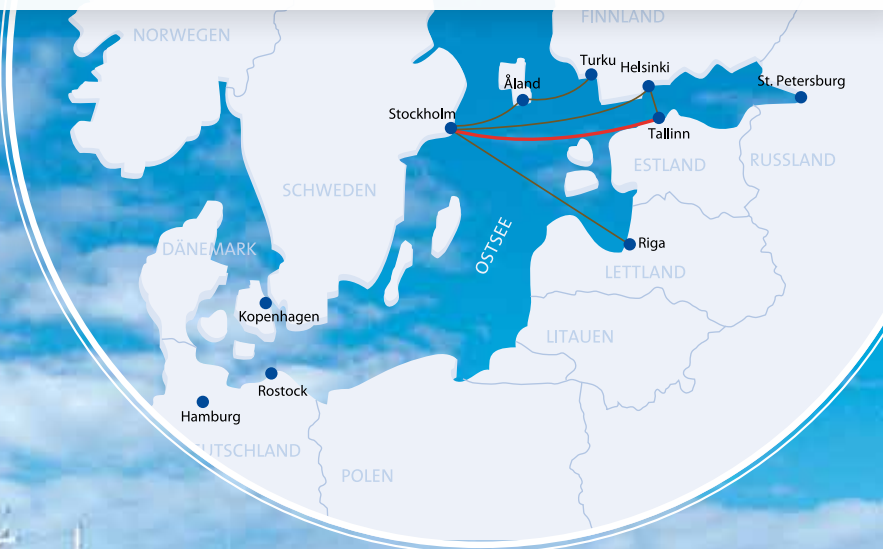 FINNLAND
NORWEGEN
Turku
Helsinki
Åland
St. Petersburg
Stockholm
Tallinn
ESTLAND
RUSSLAND
SCHWEDEN
OSTSEE
DÄNEMARK
Riga
LETTLAND
Kopenhagen
LITAUEN
Rostock
Hamburg
UTSCHLAND
POLEN